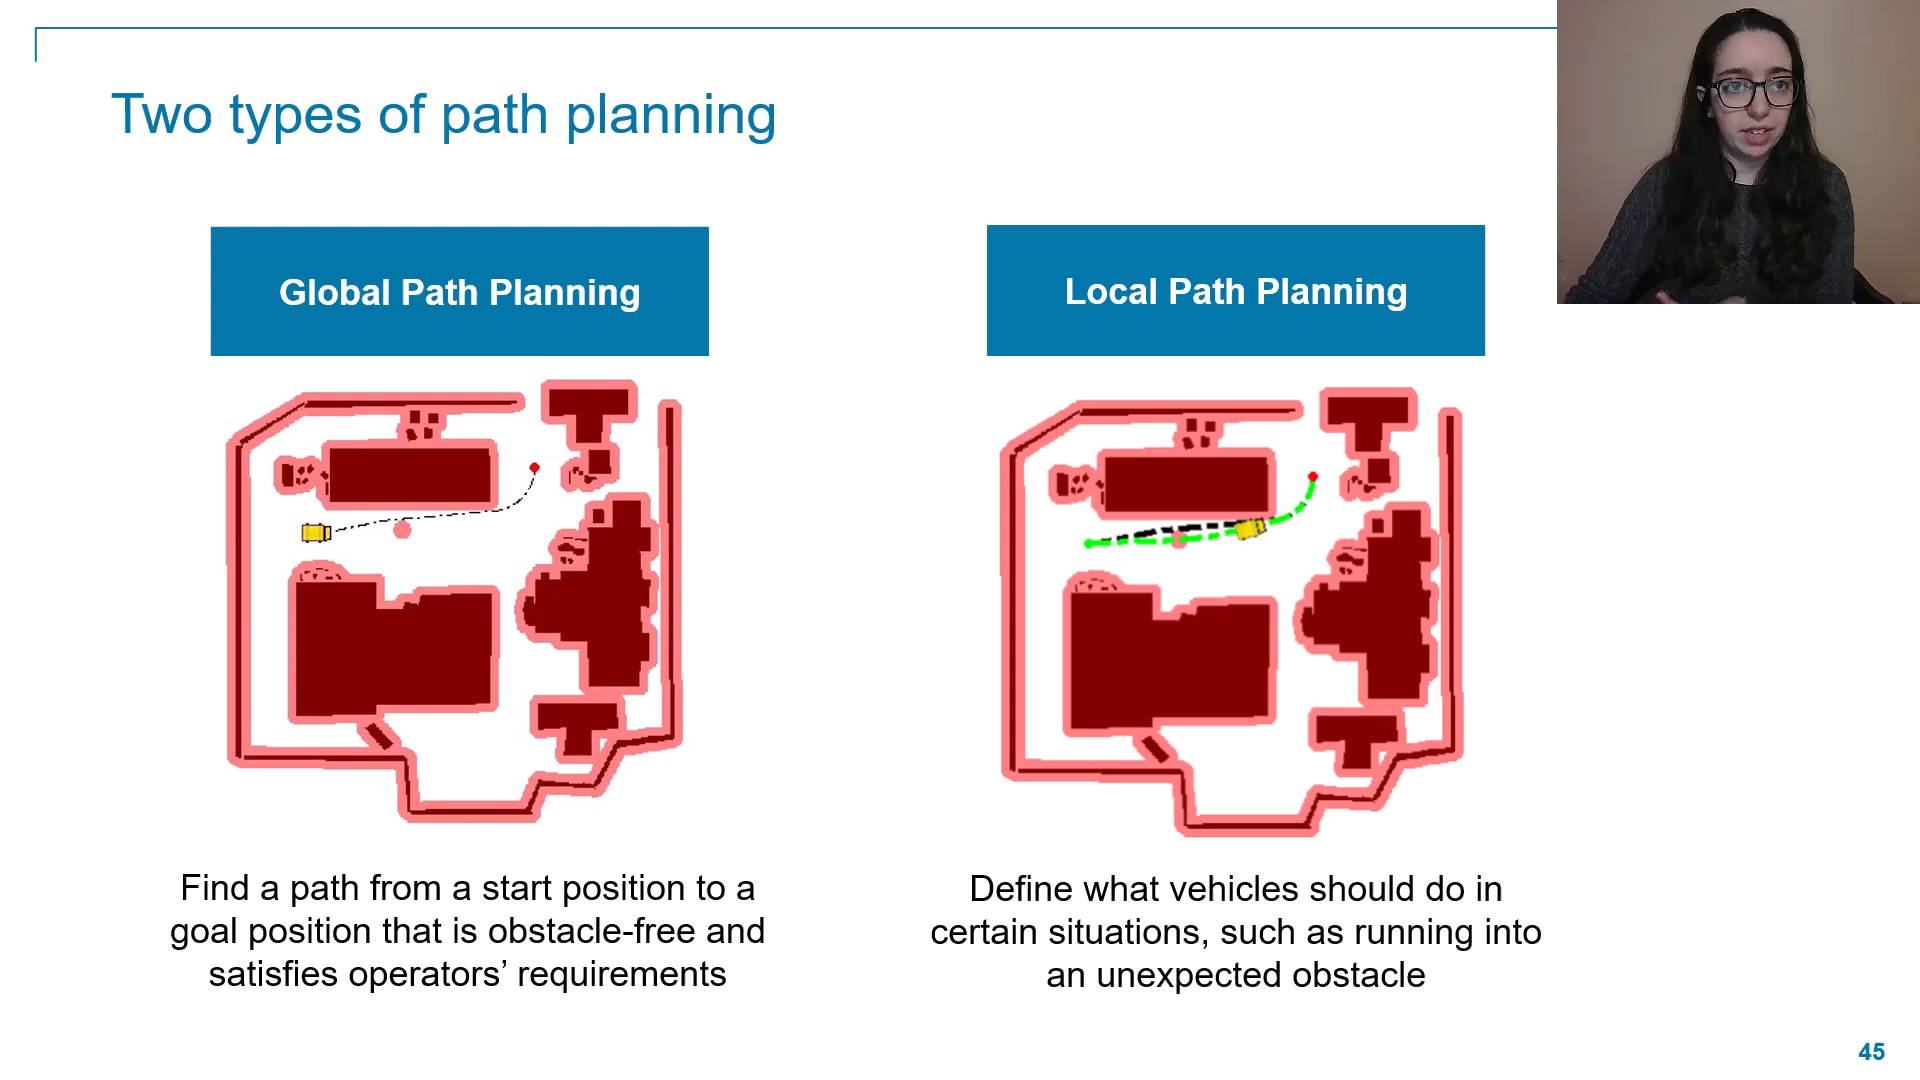 Two types of path planning
Global Path Planning
Find a path from a start position to a
goal position that is obstacle-free and
satisfies operators’ requirements
Local Path Planning
Define what vehicles should do in
certain situations, such as running into
an unexpected obstacle
45